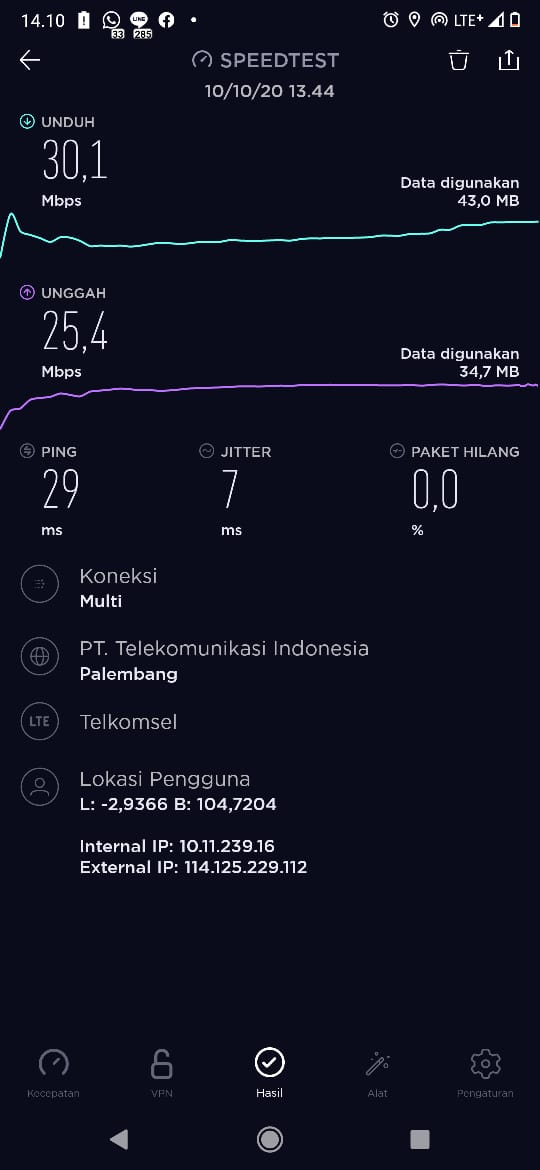 14.10
33
LINE
285
LTE+
SPEEDTEST
10/10/20 13.44
UNDUH
30,1
Mbps
Data digunakan
43,0 MB
UNGGAH
25,4
Mbps
Data digunakan
34,7 MB
PING
29
ms
JITTER
7
ms
PAKET HILANG
0,0
%
Koneksi
Multi
PT. Telekomunikasi Indonesia
Palembang
LTE
Telkomsel
Lokasi Pengguna
L: -2,9366 B: 104,7204
Internal IP: 10.11.239.16
External IP: 114.125.229.112
Kecepatan
VPN
Hasil
Alat
Pengaturan